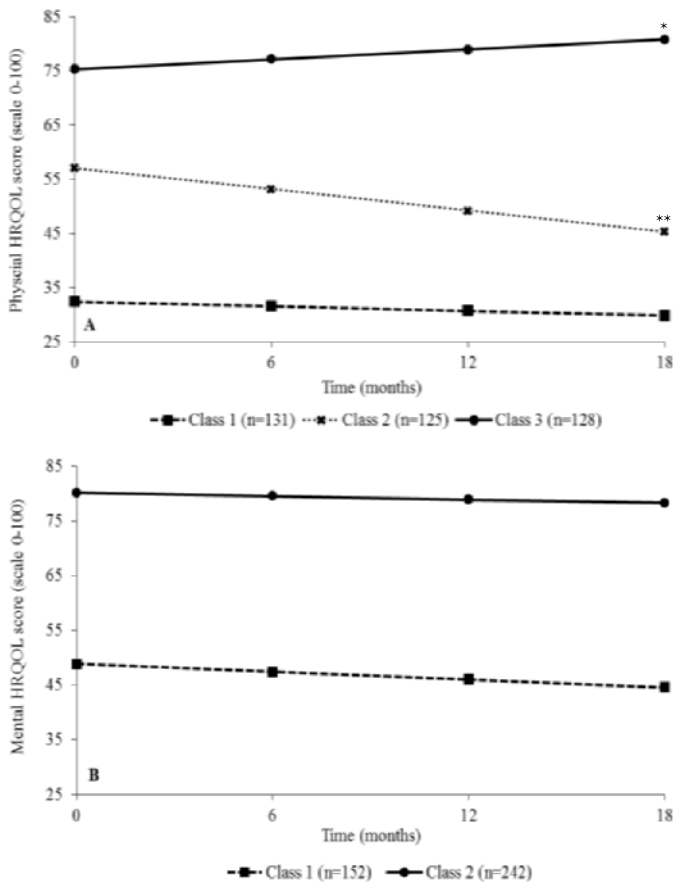 85
*
75
65
55
**
45
35
25
A
0 6 12 18
Physcial HRQOL score (scale 0-100)
Time (months)
Class 1 (n=131) Class 2 (n=125) Class 3 (n=128)
85
75
65
55
45
35
25
B
0 6 12 18
Mental HRQOL score (scale 0-100)
Time (months)
Class 1 (n=152) Class 2 (n=242)